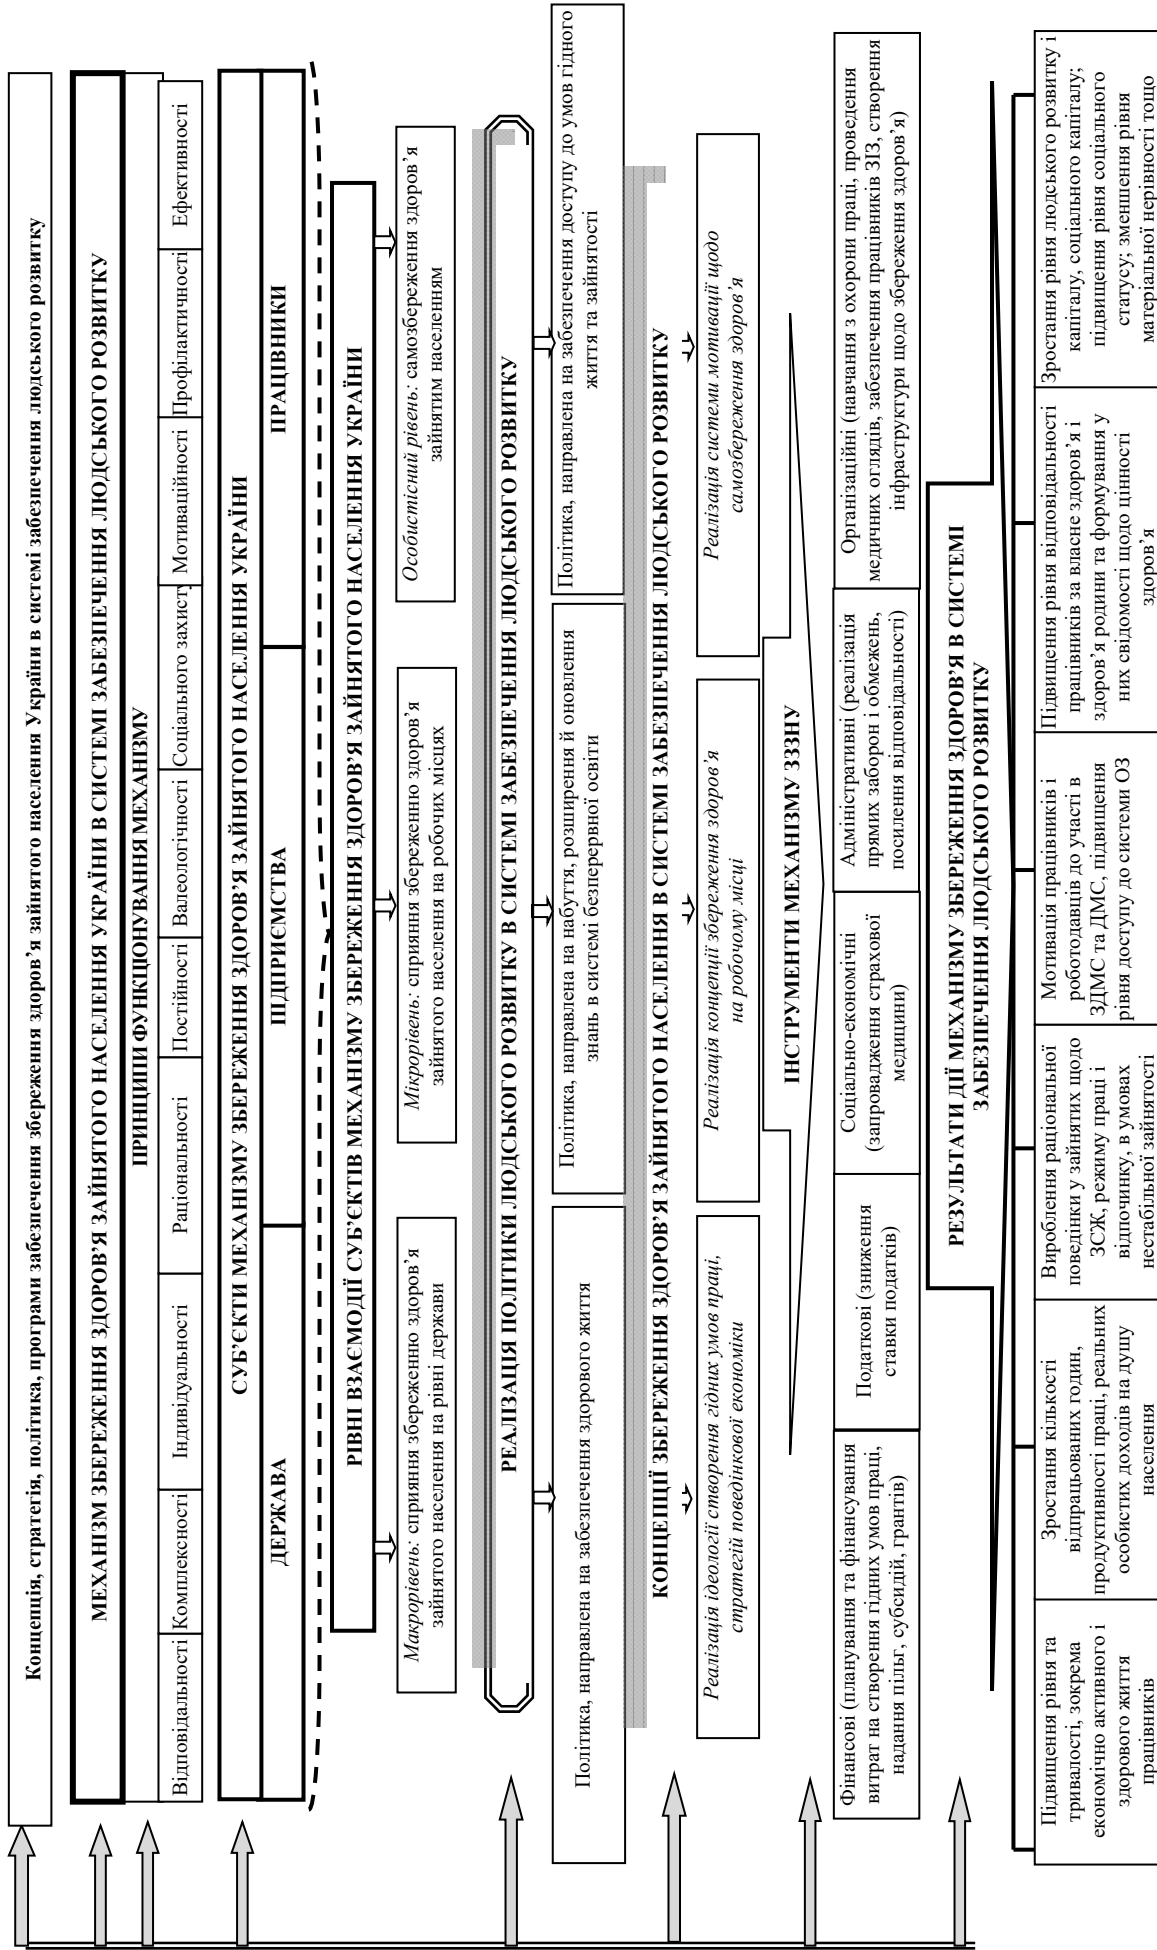 Концепція, стратегія, політика, програми забезпечення збереження здоров’я зайнятого населення України в системі забезпечення людського розвитку
МЕХАНІЗМ ЗБЕРЕЖЕННЯ ЗДОРОВ’Я ЗАЙНЯТОГО НАСЕЛЕННЯ УКРАЇНИ В СИСТЕМІ ЗАБЕЗПЕЧЕННЯ ЛЮДСЬКОГО РОЗВИТКУ
ПРИНЦИПИ ФУНКЦІОНУВАННЯ МЕХАНІЗМУ
Відповідальності
Комплексності
Індивідуальності
Раціональності
Постійності
Валеологічності
Соціального захисту
Мотиваційності
Профілактичності
Ефективності
СУБ’ЄКТИ МЕХАНІЗМУ ЗБЕРЕЖЕННЯ ЗДОРОВ’Я ЗАЙНЯТОГО НАСЕЛЕННЯ УКРАЇНИ
ДЕРЖАВА
ПІДПРИЄМСТВА
ПРАЦІВНИКИ
РІВНІ ВЗАЄМОДІЇ СУБ’ЄКТІВ МЕХАНІЗМУ ЗБЕРЕЖЕННЯ ЗДОРОВ’Я ЗАЙНЯТОГО НАСЕЛЕННЯ УКРАЇНИ
Макрорівень: сприяння збереженню здоров’я
зайнятого населення на рівні держави
Мікрорівень: сприяння збереженню здоров’я
зайнятого населення на робочих місцях
Особистісний рівень: самозбереження здоров’я
зайнятим населенням
РЕАЛІЗАЦІЯ ПОЛІТИКИ ЛЮДСЬКОГО РОЗВИТКУ В СИСТЕМІ ЗАБЕЗПЕЧЕННЯ ЛЮДСЬКОГО РОЗВИТКУ
Політика, направлена на забезпечення здорового життя
Політика, направлена на набуття, розширення й оновлення
знань в системі безперервної освіти
Політика, направлена на забезпечення доступу до умов гідного
життя та зайнятості
КОНЦЕПЦІЇ ЗБЕРЕЖЕННЯ ЗДОРОВ’Я ЗАЙНЯТОГО НАСЕЛЕННЯ В СИСТЕМІ ЗАБЕЗПЕЧЕННЯ ЛЮДСЬКОГО РОЗВИТКУ
Реалізація ідеології створення гідних умов праці,
стратегій поведінкової економіки
Реалізація концепції збереження здоров’я
на робочому місці
Реалізація системи мотивації щодо
самозбереження здоров’я
ІНСТРУМЕНТИ МЕХАНІЗМУ ЗЗЗНУ
Фінансові (планування та фінансування
витрат на створення гідних умов праці,
надання пільг, субсидій, грантів)
Податкові (зниження
ставки податків)
Соціально-економічні
(запровадження страхової
медицини)
Адміністративні (реалізація
прямих заборон і обмежень,
посилення відповідальності)
Організаційні (навчання з охорони праці, проведення
медичних оглядів, забезпечення працівників ЗІЗ, створення
інфраструктури щодо збереження здоров’я)
РЕЗУЛЬТАТИ ДІЇ МЕХАНІЗМУ ЗБЕРЕЖЕННЯ ЗДОРОВ’Я В СИСТЕМІ
ЗАБЕЗПЕЧЕННЯ ЛЮДСЬКОГО РОЗВИТКУ
Підвищення рівня та
тривалості, зокрема
економічно активного і
здорового життя
працівників
Зростання кількості
відпрацьованих годин,
продуктивності праці, реальних
особистих доходів на душу
населення
Вироблення раціональної
поведінки у зайнятих щодо
ЗСЖ, режиму праці і
відпочинку, в умовах
нестабільної зайнятості
Мотивація працівників і
роботодавців до участі в
ЗДМС та ДМС, підвищення
рівня доступу до системи ОЗ
Підвищення рівня відповідальності
працівників за власне здоров’я і
здоров’я родини та формування у
них свідомості щодо цінності
здоров’я
Зростання рівня людського розвитку і
капіталу, соціального капіталу;
підвищення рівня соціального
статусу; зменшення рівня
матеріальної нерівності тощо